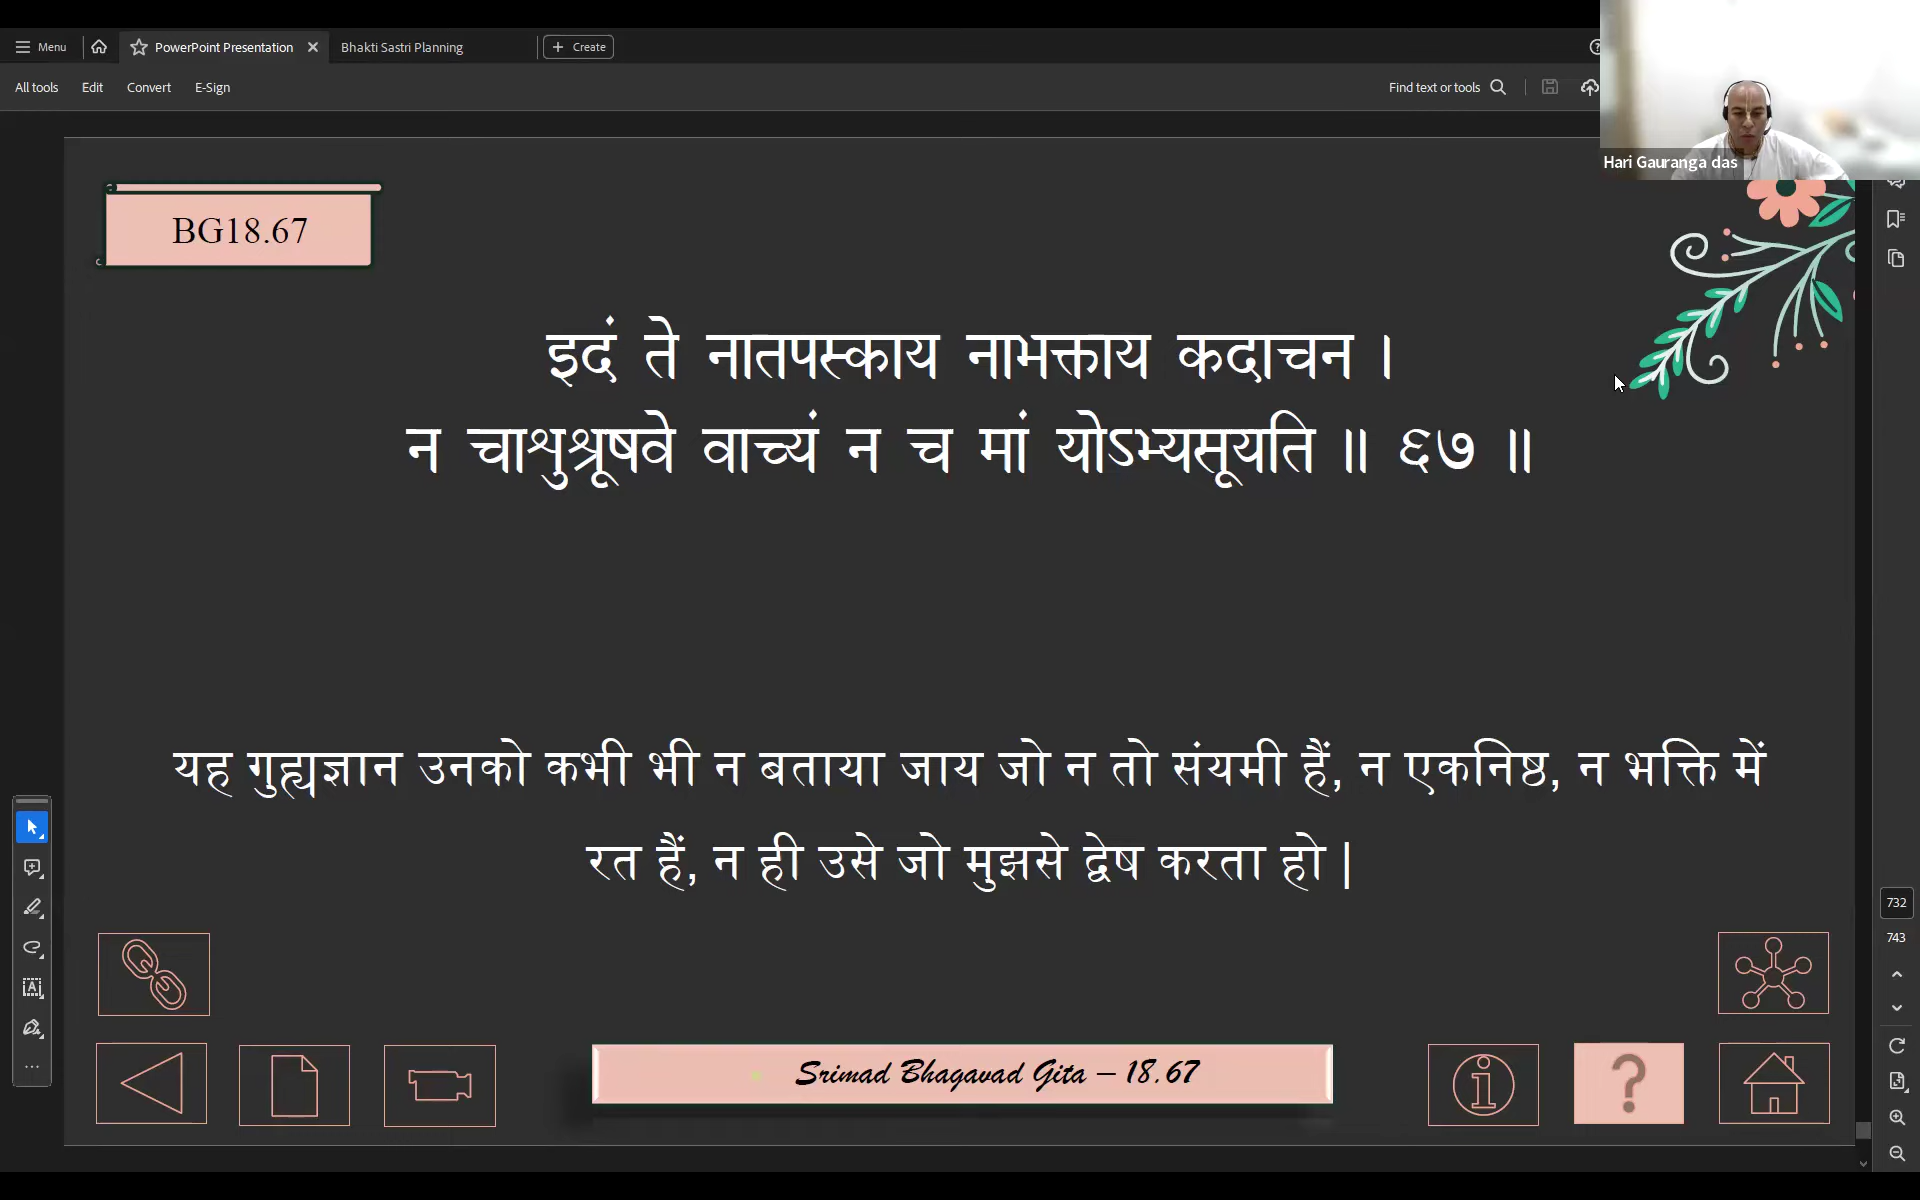 Menu
PowerPoint Presentation
Bhakti Sastri Planning
Create
All tools
Edit
Convert
E-Sign
Find text or tools
Hari Gauranga das
BG18.67
इदं ते नातपस्काय नाभक्ताय कदाचन ।
न चाश‍ुश्रूषवे वाच्यं न च मां योऽभ्यसूयति ॥ ६७ ॥
यह गुह्यज्ञान उनको कभी भी न बताया जाय जो न तो संयमी हैं, न एकनिष्ठ, न भक्ति में
रत हैं, न ही उसे जो मुझसे द्वेष करता हो |
732
743
Srimad Bhagavad Gita – 18.67